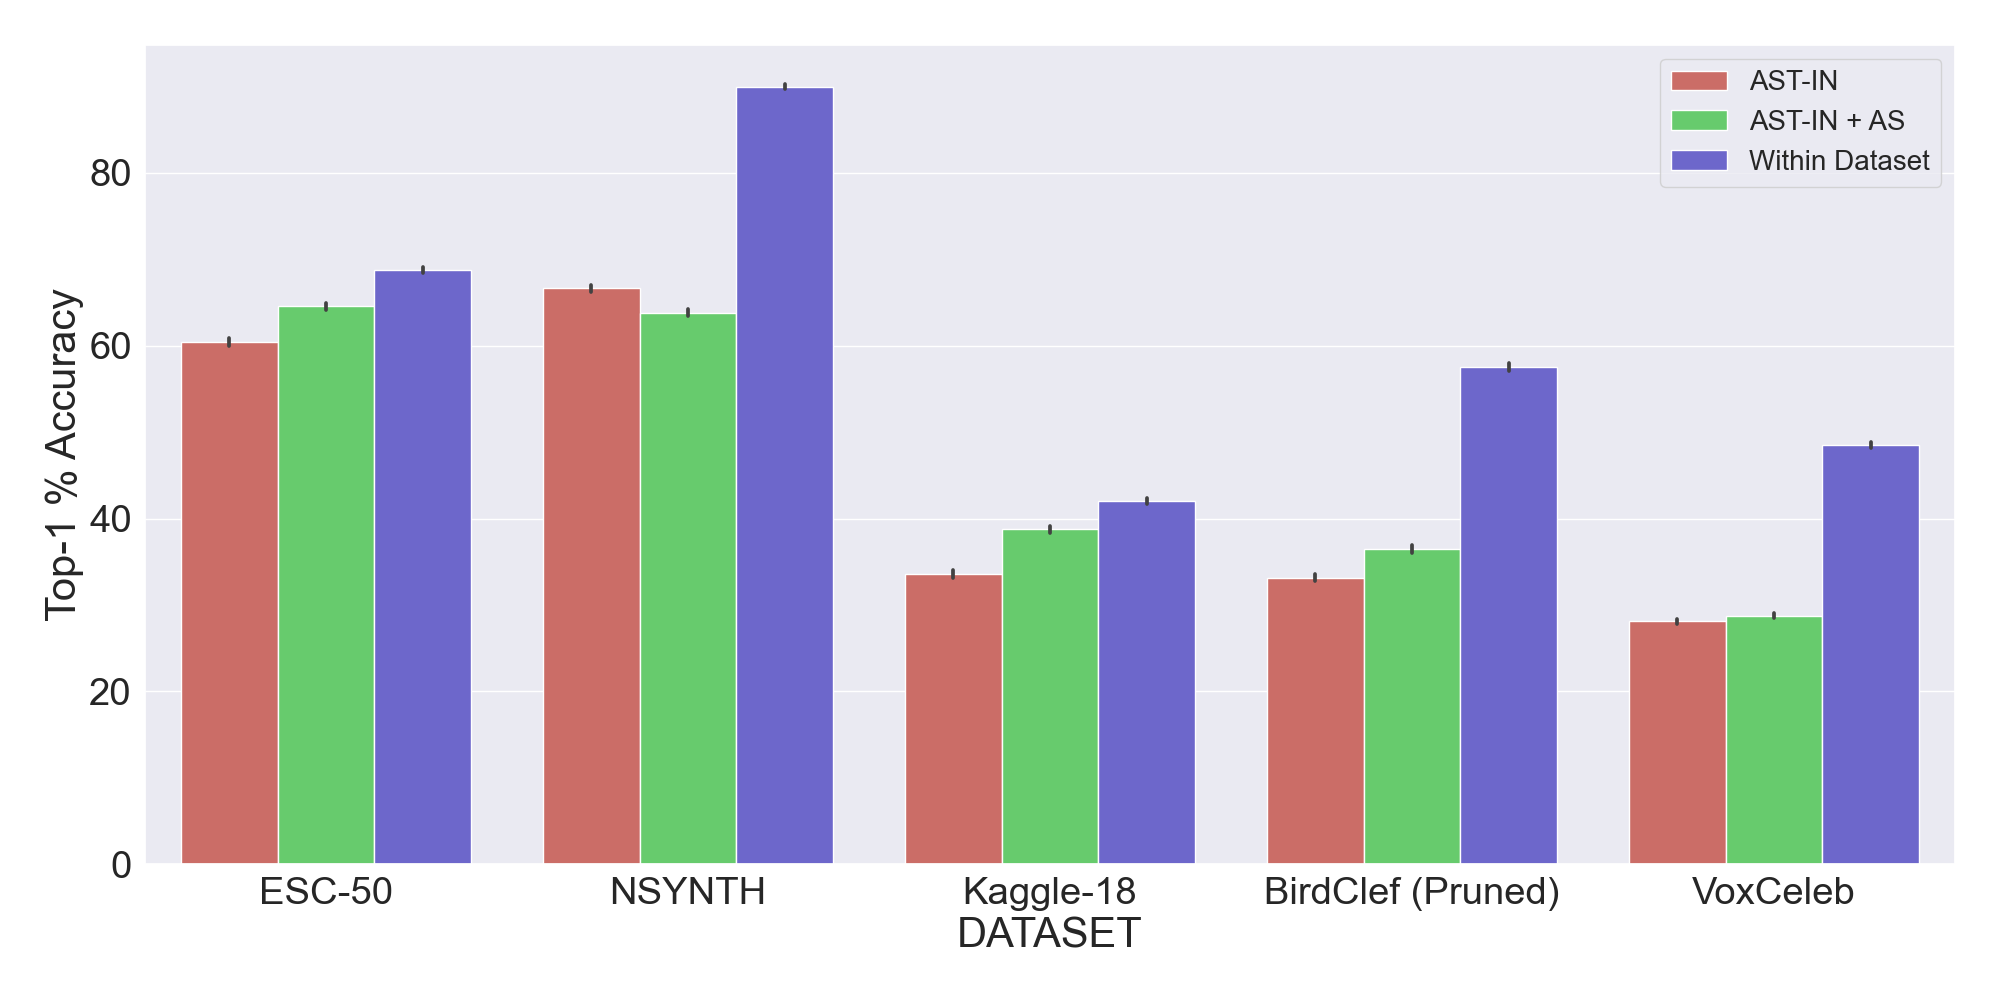 AST-IN
AST-IN + AS
Within Dataset
Top-1 % Accuracy
80
60
40
20
0
ESC-50 NSYNTH Kaggle-18 BirdClef (Pruned) VoxCeleb
DATASET